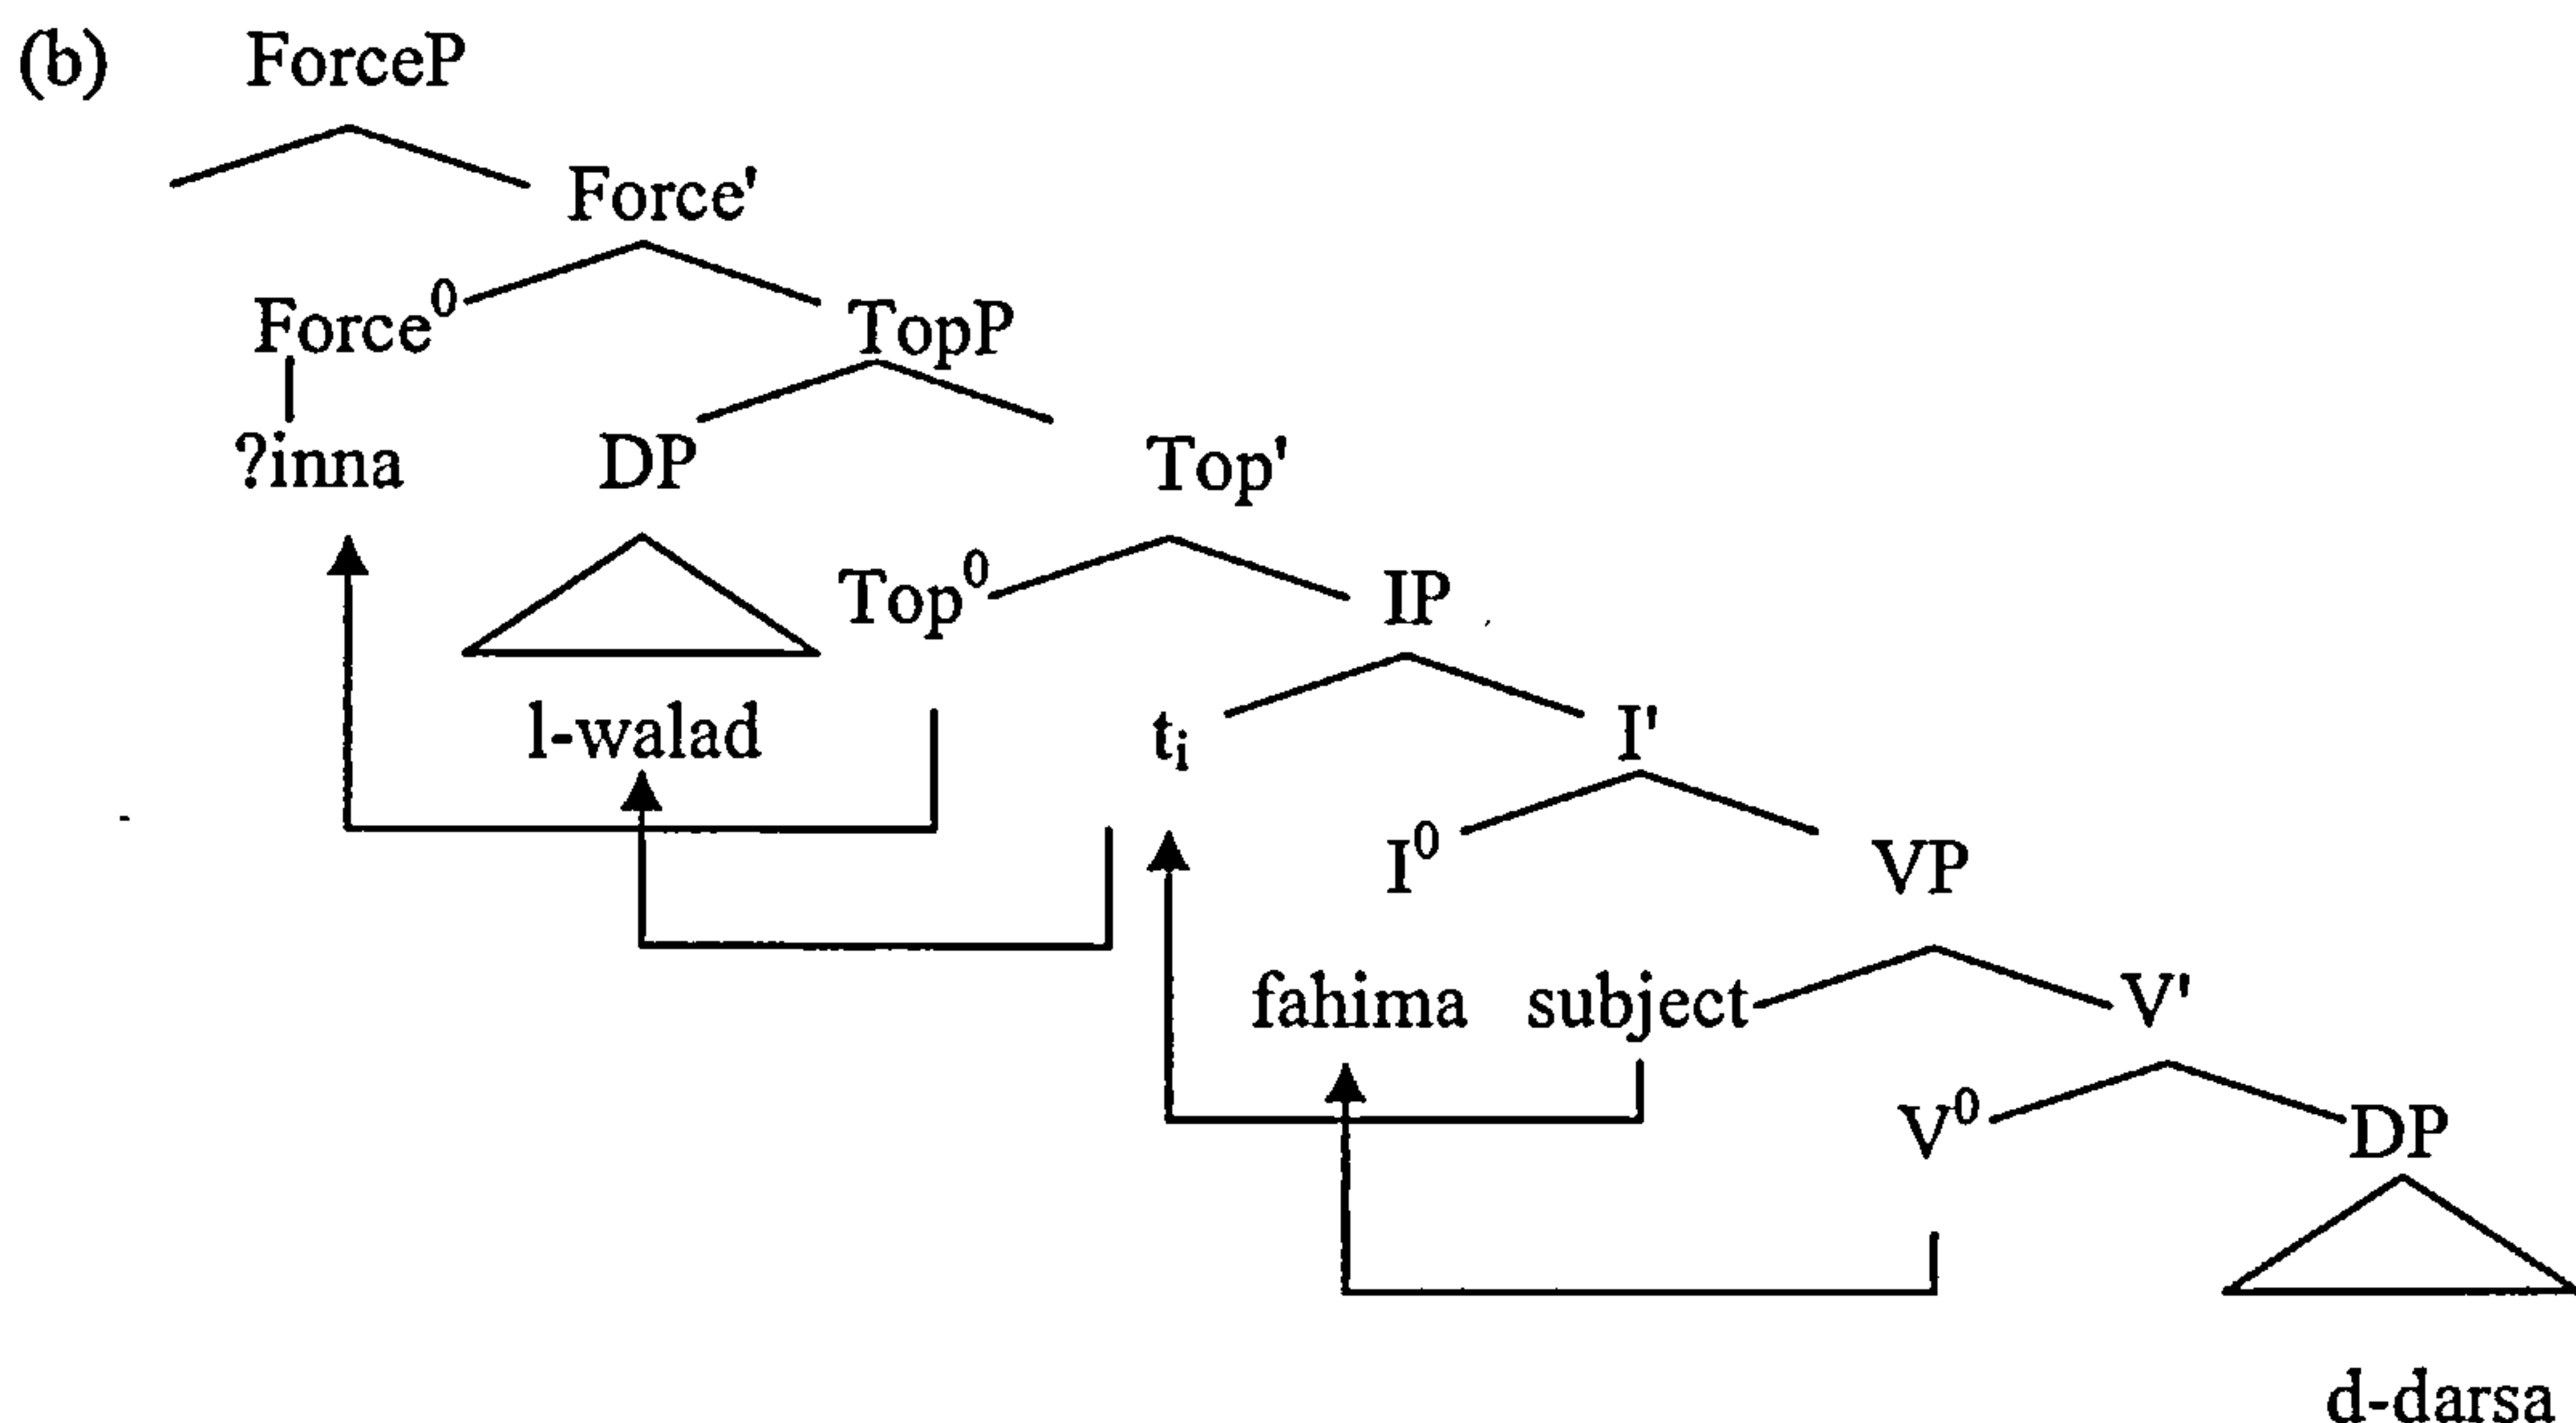 (b) ForceP
Force'
Force⁰ TopP
?inna DP Top'
Top⁰ IP
l-walad tᵢ I'
I⁰ VP
fahima subject V'
V⁰ DP
d-darsa